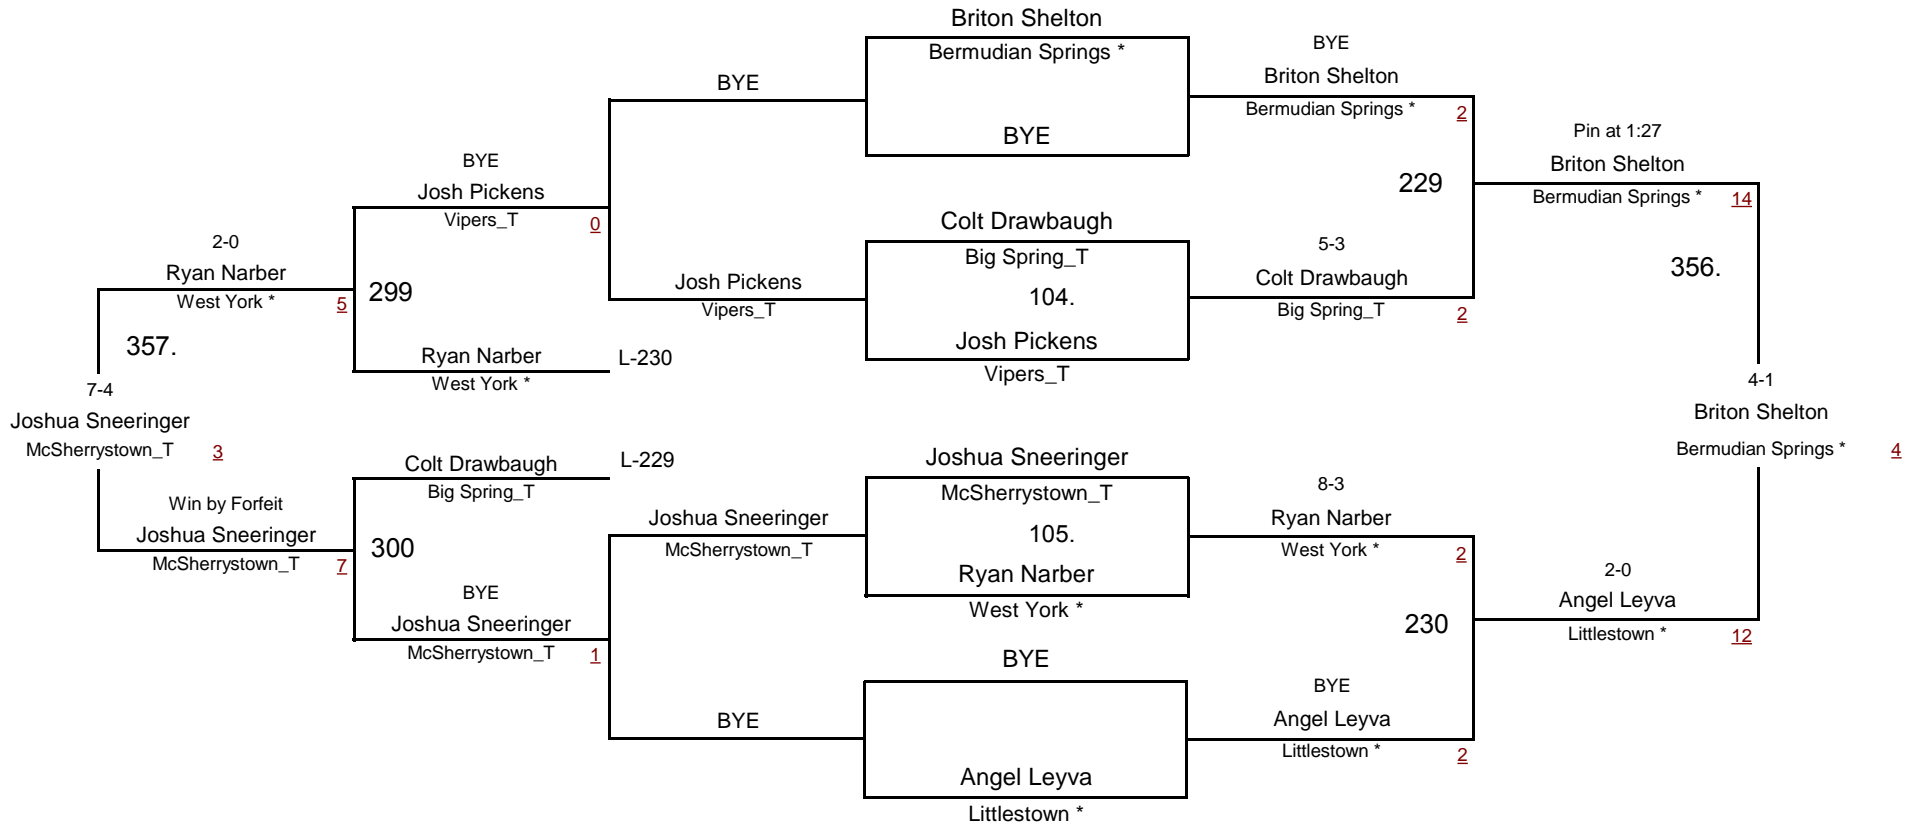 Briton Shelton
Bermudian Springs *
BYE
BYE
Briton Shelton
Bermudian Springs *
2
BYE
Pin at 1:27
Briton Shelton
Bermudian Springs *
14
BYE
Josh Pickens
Vipers_T
0
229
Colt Drawbaugh
Big Spring_T
104.
Josh Pickens
Vipers_T
Josh Pickens
Vipers_T
5-3
Colt Drawbaugh
Big Spring_T
2
356.
2-0
Ryan Narber
West York *
5
299
357.
Ryan Narber
West York *
L-230
7-4
Joshua Sneeringer
McSherrystown_T
3
4-1
Briton Shelton
Bermudian Springs *
4
Colt Drawbaugh
Big Spring_T
L-229
Joshua Sneeringer
McSherrystown_T
105.
Ryan Narber
West York *
8-3
Ryan Narber
West York *
2
Win by Forfeit
Joshua Sneeringer
McSherrystown_T
7
300
Joshua Sneeringer
McSherrystown_T
BYE
Joshua Sneeringer
McSherrystown_T
1
230
2-0
Angel Leyva
Littlestown *
12
BYE
BYE
BYE
Angel Leyva
Littlestown *
2
Angel Leyva
Littlestown *